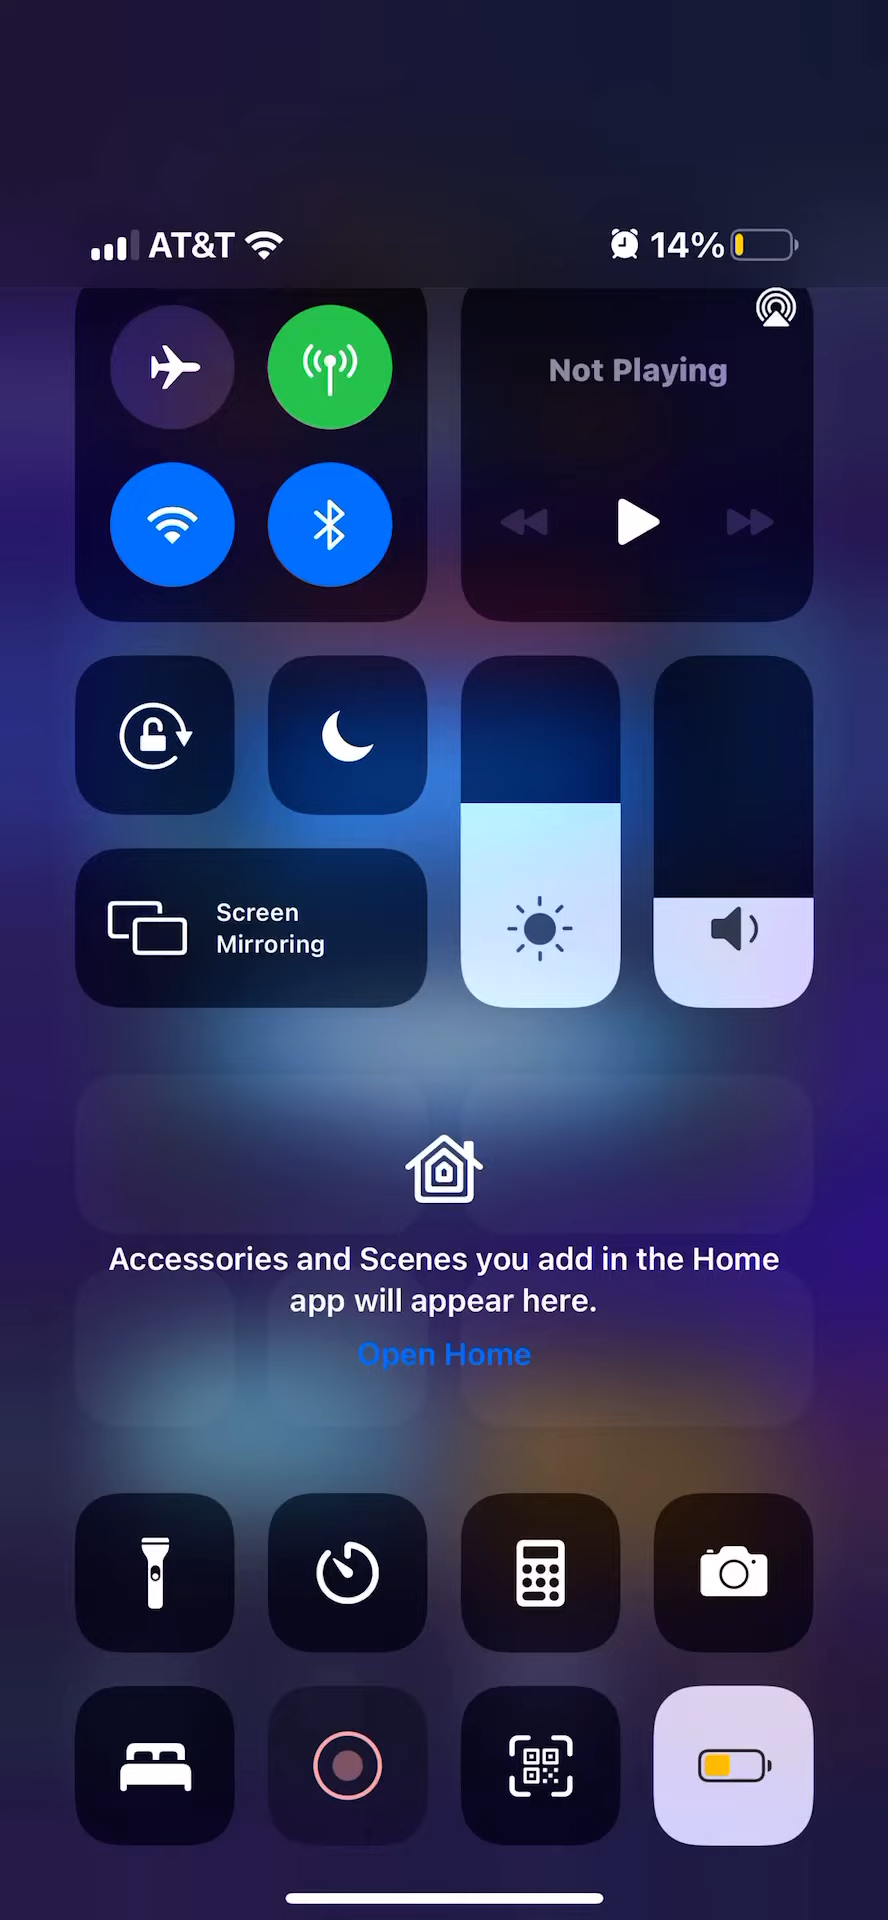 AT&T 14%
Not Playing
Screen
Mirroring
Accessories and Scenes you add in the Home
app will appear here.
Open Home